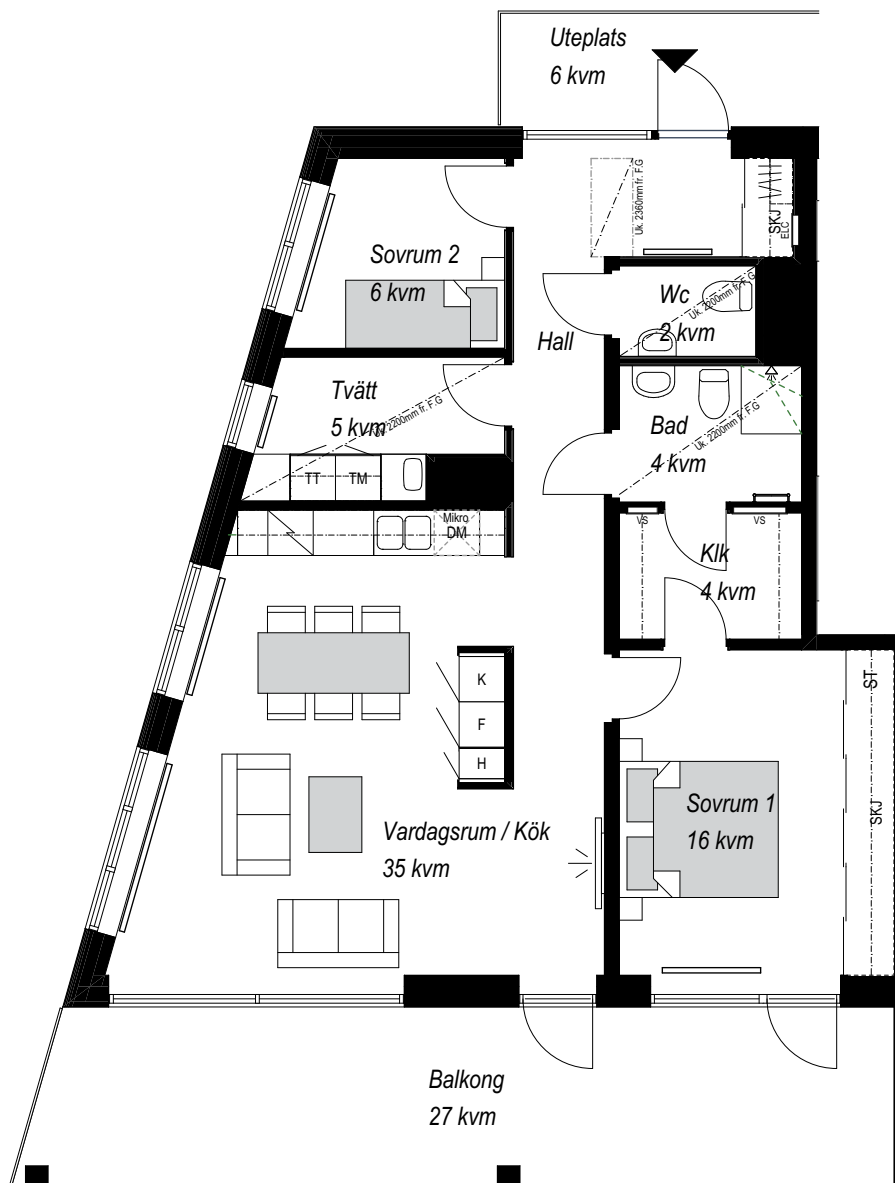 Uteplats
6 kvm
Uk. 2360mm fr. F.G
SKJ
ELC
Sovrum 2
6 kvm
Wc
2 kvm
Uk. 2200mm fr. F.G
Hall
Tvätt
5 kvm
Uk. 2200mm fr. F.G
Bad
4 kvm
Uk. 2200mm fr. F.G
TT
TM
Mikro
DM
VS
VS
Klk
4 kvm
K
F
H
ST
SKJ
Sovrum 1
16 kvm
Vardagsrum / Kök
35 kvm
Balkong
27 kvm